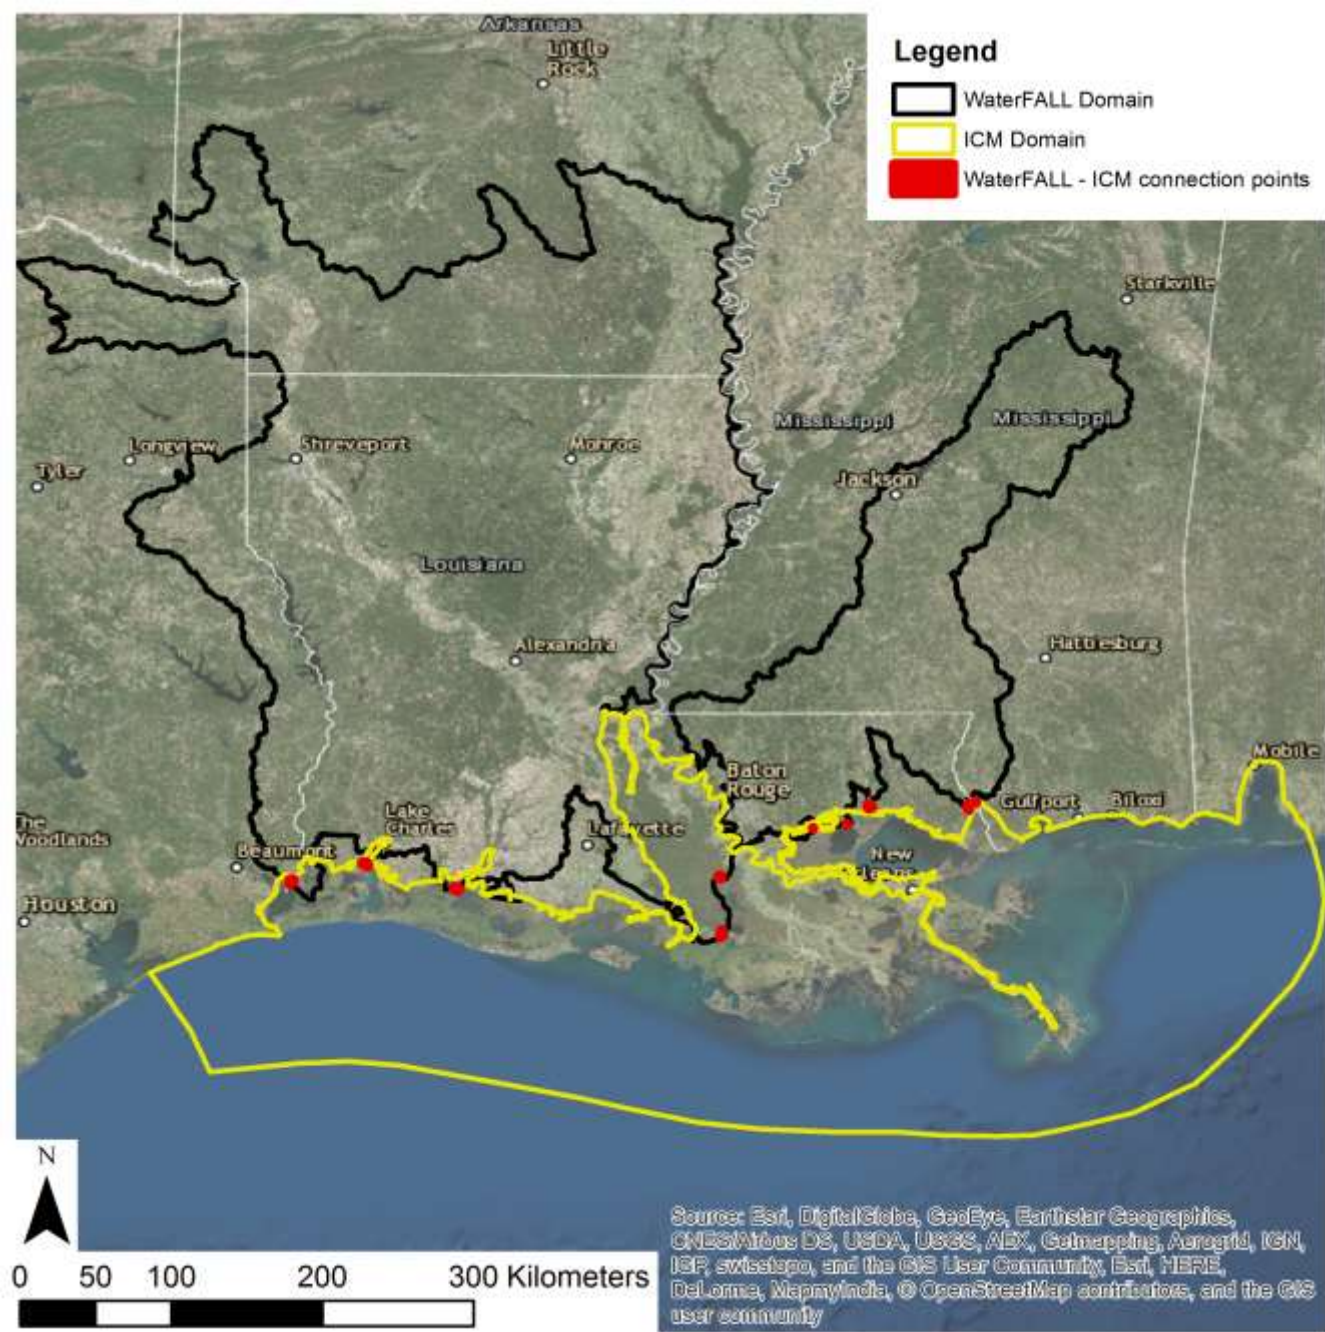 Arkansas
Little
Rock
Legend
WaterFALL Domain
ICM Domain
WaterFALL - ICM connection points
Starkville
Mississippi
Mississippi
Longview
Shreveport
Monroe
Tyler
Jackson
Louisiana
Alexandria
Hattiesburg
Mobile
Baton
Rouge
Lake
Charles
Gulfport
Biloxi
The
Woodlands
Lafayette
Beaumont
New
Orleans
Houston
N
Source: Esri, DigitalGlobe, GeoEye, Earthstar Geographics,
CNES/Airbus DS, USDA, USGS, AEX, Getmapping, Aerogrid, IGN,
IGP, swisstopo, and the GIS User Community, Esri, HERE,
DeLorme, MapmyIndia, © OpenStreetMap contributors, and the GIS
user community
0 50 100 200 300 Kilometers